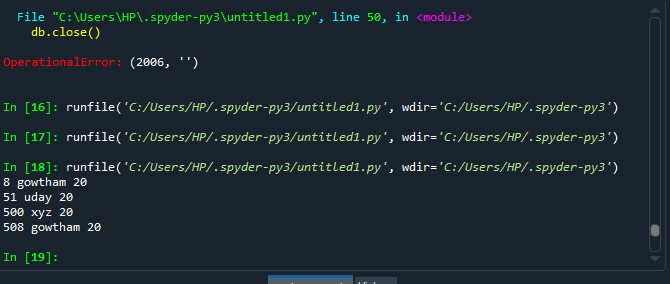 File "C:\Users\HP\.spyder-py3\untitled1.py", line 50, in <module>
db.close()
OperationalError: (2006, '')
In [16]: runfile('C:/Users/HP/.spyder-py3/untitled1.py', wdir='C:/Users/HP/.spyder-py3')
In [17]: runfile('C:/Users/HP/.spyder-py3/untitled1.py', wdir='C:/Users/HP/.spyder-py3')
In [18]: runfile('C:/Users/HP/.spyder-py3/untitled1.py', wdir='C:/Users/HP/.spyder-py3')
8 gowtham 20
51 uday 20
500 xyz 20
508 gowtham 20
In [19]: